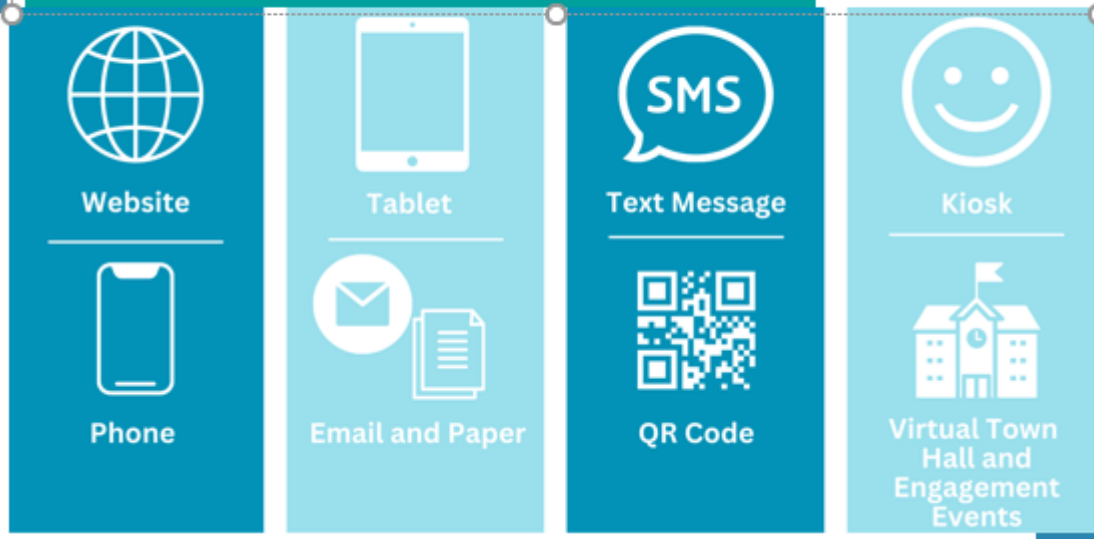 SMS
Website
Tablet
Text Message
Kiosk
Phone
Email and Paper
QR Code
Virtual Town
Hall and
Engagement
Events